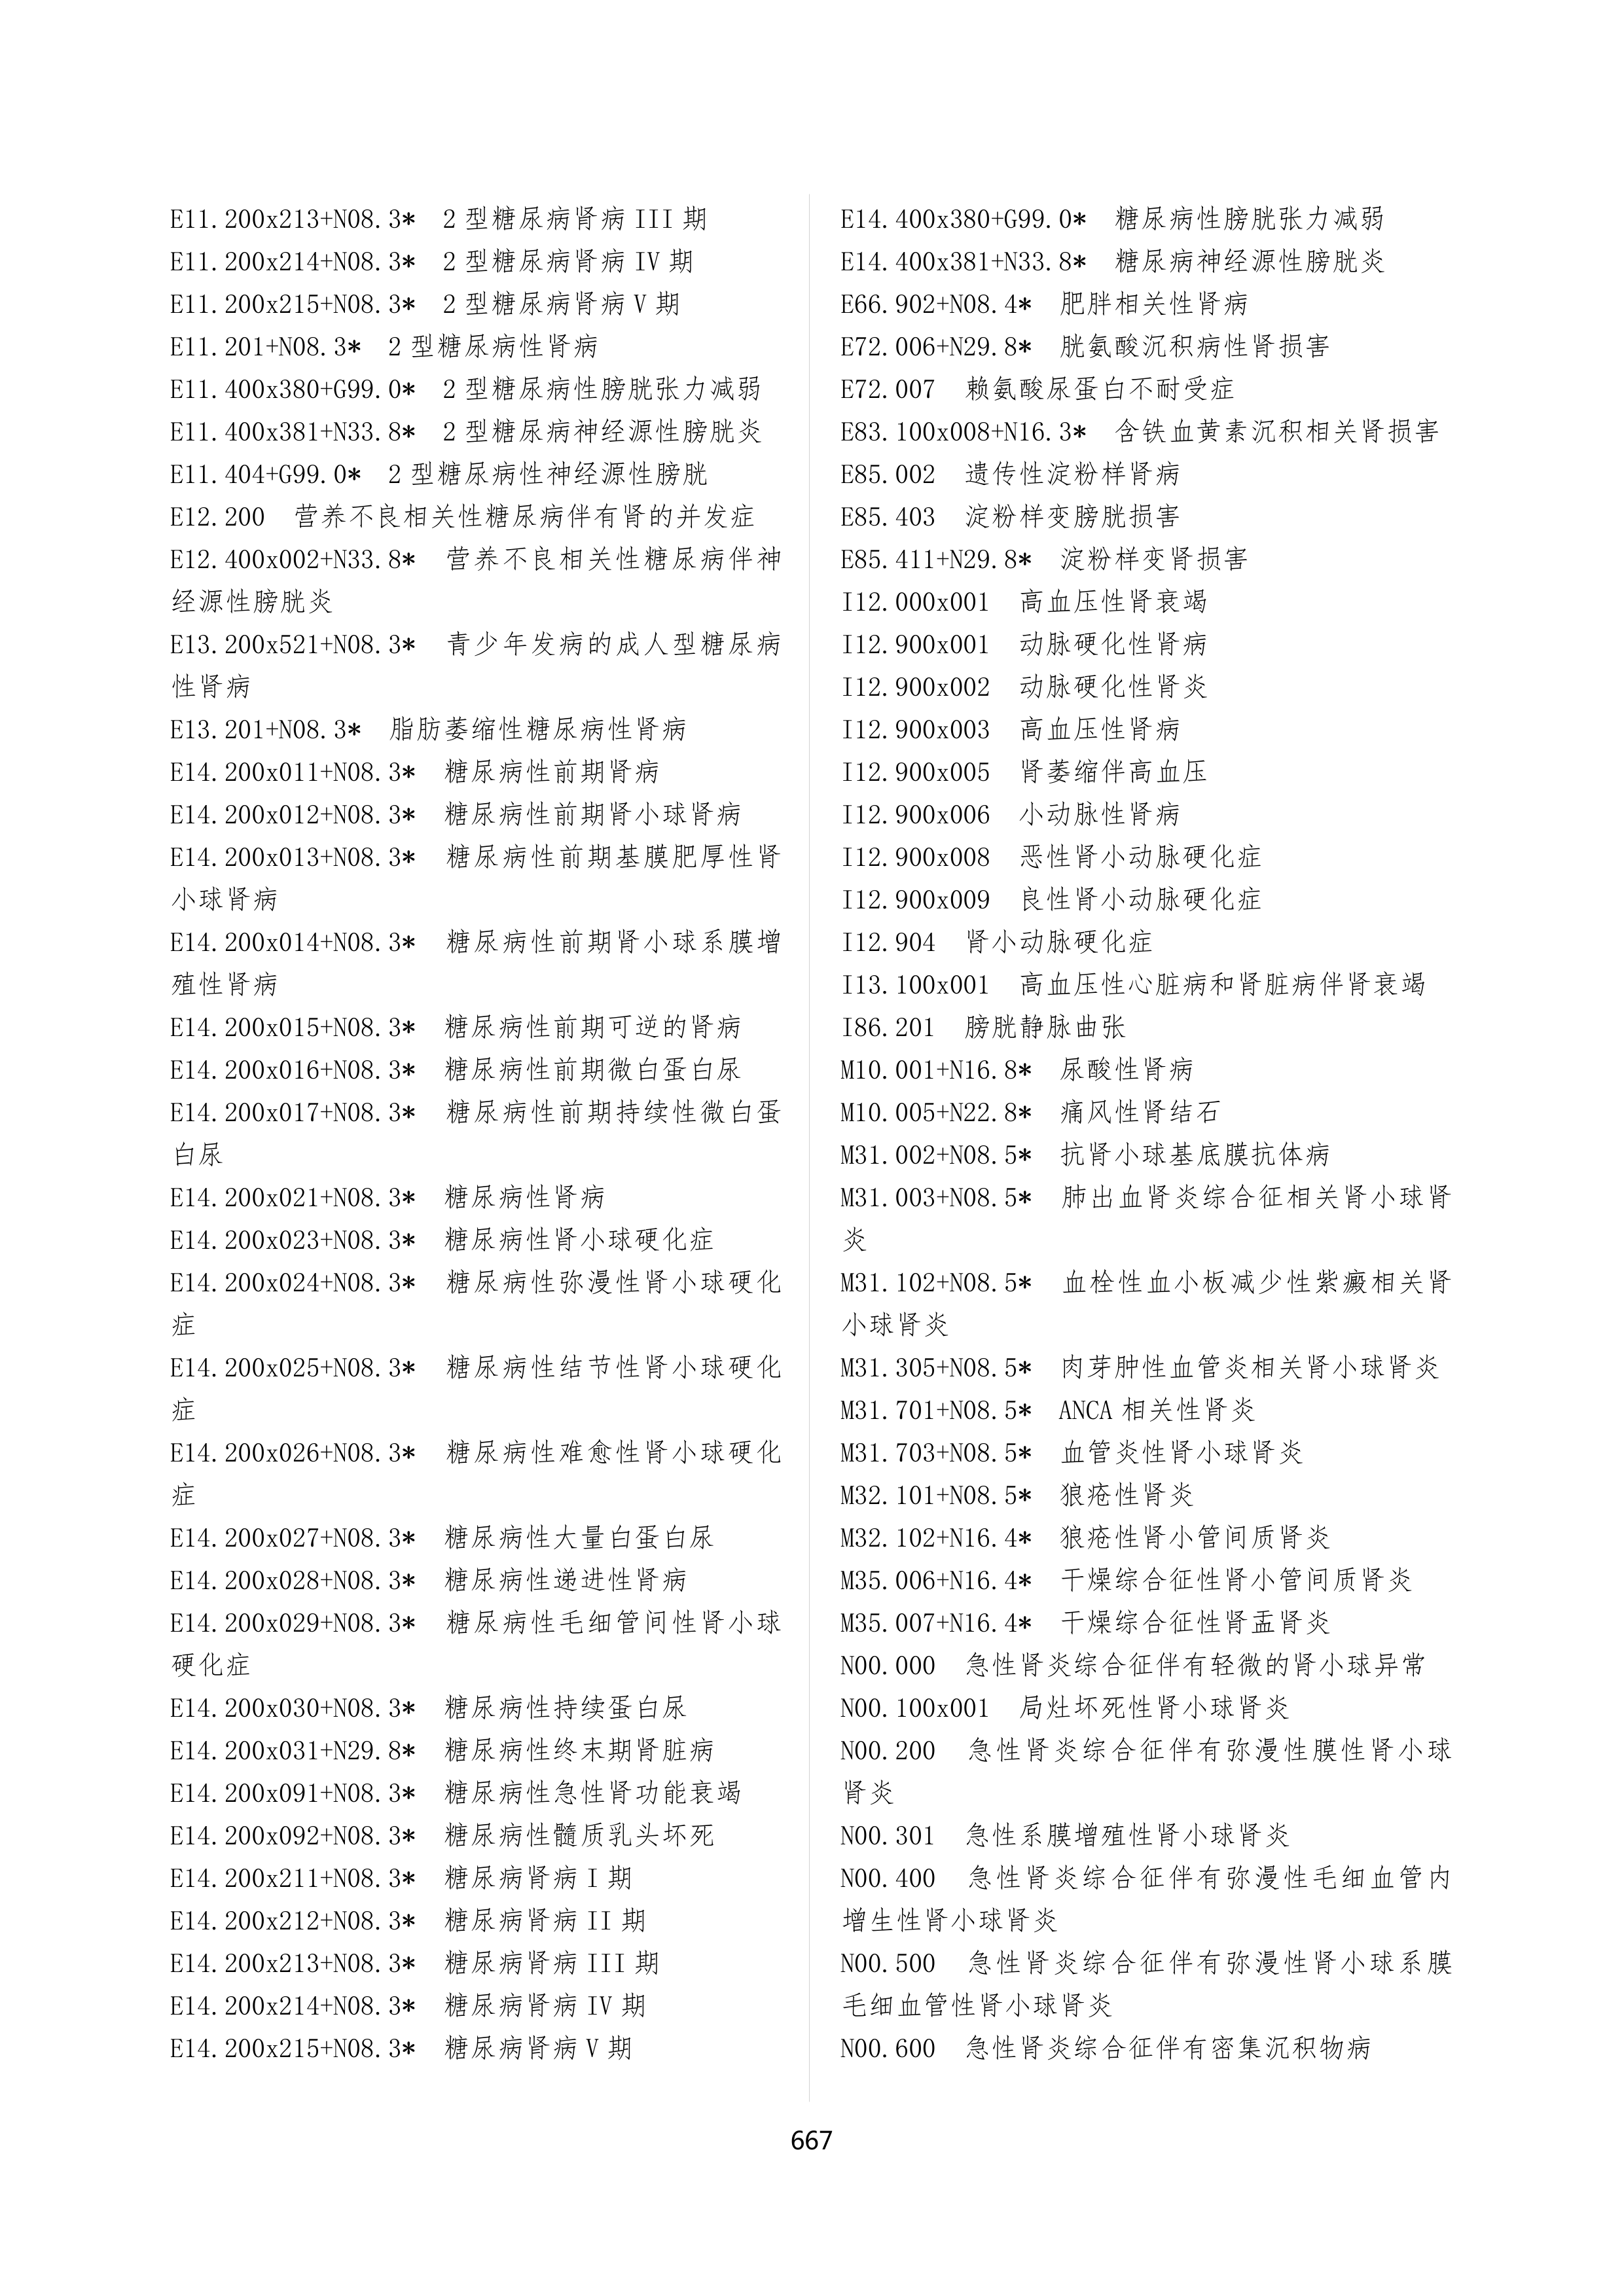 E11.200x213+N08.3* 2 型糖尿病肾病 III 期
E11.200x214+N08.3* 2 型糖尿病肾病 IV 期
E11.200x215+N08.3* 2 型糖尿病肾病 V 期
E11.201+N08.3* 2 型糖尿病性肾病
E11.400x380+G99.0* 2 型糖尿病性膀胱张力减弱
E11.400x381+N33.8* 2 型糖尿病神经源性膀胱炎
E11.404+G99.0* 2 型糖尿病性神经源性膀胱
E12.200 营养不良相关性糖尿病伴有肾的并发症
E12.400x002+N33.8* 营养不良相关性糖尿病伴神
经源性膀胱炎
E13.200x521+N08.3* 青少年发病的成人型糖尿病
性肾病
E13.201+N08.3* 脂肪萎缩性糖尿病性肾病
E14.200x011+N08.3* 糖尿病性前期肾病
E14.200x012+N08.3* 糖尿病性前期肾小球肾病
E14.200x013+N08.3* 糖尿病性前期基膜肥厚性肾
小球肾病
E14.200x014+N08.3* 糖尿病性前期肾小球系膜增
殖性肾病
E14.200x015+N08.3* 糖尿病性前期可逆的肾病
E14.200x016+N08.3* 糖尿病性前期微白蛋白尿
E14.200x017+N08.3* 糖尿病性前期持续性微白蛋
白尿
E14.200x021+N08.3* 糖尿病性肾病
E14.200x023+N08.3* 糖尿病性肾小球硬化症
E14.200x024+N08.3* 糖尿病性弥漫性肾小球硬化
症
E14.200x025+N08.3* 糖尿病性结节性肾小球硬化
症
E14.200x026+N08.3* 糖尿病性难愈性肾小球硬化
症
E14.200x027+N08.3* 糖尿病性大量白蛋白尿
E14.200x028+N08.3* 糖尿病性递进性肾病
E14.200x029+N08.3* 糖尿病性毛细管间性肾小球
硬化症
E14.200x030+N08.3* 糖尿病性持续蛋白尿
E14.200x031+N29.8* 糖尿病性终末期肾脏病
E14.200x091+N08.3* 糖尿病性急性肾功能衰竭
E14.200x092+N08.3* 糖尿病性髓质乳头坏死
E14.200x211+N08.3* 糖尿病肾病 I 期
E14.200x212+N08.3* 糖尿病肾病 II 期
E14.200x213+N08.3* 糖尿病肾病 III 期
E14.200x214+N08.3* 糖尿病肾病 IV 期
E14.200x215+N08.3* 糖尿病肾病 V 期
E14.400x380+G99.0* 糖尿病性膀胱张力减弱
E14.400x381+N33.8* 糖尿病神经源性膀胱炎
E66.902+N08.4* 肥胖相关性肾病
E72.006+N29.8* 胱氨酸沉积病性肾损害
E72.007 赖氨酸尿蛋白不耐受症
E83.100x008+N16.3* 含铁血黄素沉积相关肾损害
E85.002 遗传性淀粉样肾病
E85.403 淀粉样变膀胱损害
E85.411+N29.8* 淀粉样变肾损害
I12.000x001 高血压性肾衰竭
I12.900x001 动脉硬化性肾病
I12.900x002 动脉硬化性肾炎
I12.900x003 高血压性肾病
I12.900x005 肾萎缩伴高血压
I12.900x006 小动脉性肾病
I12.900x008 恶性肾小动脉硬化症
I12.900x009 良性肾小动脉硬化症
I12.904 肾小动脉硬化症
I13.100x001 高血压性心脏病和肾脏病伴肾衰竭
I86.201 膀胱静脉曲张
M10.001+N16.8* 尿酸性肾病
M10.005+N22.8* 痛风性肾结石
M31.002+N08.5* 抗肾小球基底膜抗体病
M31.003+N08.5* 肺出血肾炎综合征相关肾小球肾
炎
M31.102+N08.5* 血栓性血小板减少性紫癜相关肾
小球肾炎
M31.305+N08.5* 肉芽肿性血管炎相关肾小球肾炎
M31.701+N08.5* ANCA 相关性肾炎
M31.703+N08.5* 血管炎性肾小球肾炎
M32.101+N08.5* 狼疮性肾炎
M32.102+N16.4* 狼疮性肾小管间质肾炎
M35.006+N16.4* 干燥综合征性肾小管间质肾炎
M35.007+N16.4* 干燥综合征性肾盂肾炎
N00.000 急性肾炎综合征伴有轻微的肾小球异常
N00.100x001 局灶坏死性肾小球肾炎
N00.200 急性肾炎综合征伴有弥漫性膜性肾小球
肾炎
N00.301 急性系膜增殖性肾小球肾炎
N00.400 急性肾炎综合征伴有弥漫性毛细血管内
增生性肾小球肾炎
N00.500 急性肾炎综合征伴有弥漫性肾小球系膜
毛细血管性肾小球肾炎
N00.600 急性肾炎综合征伴有密集沉积物病
667